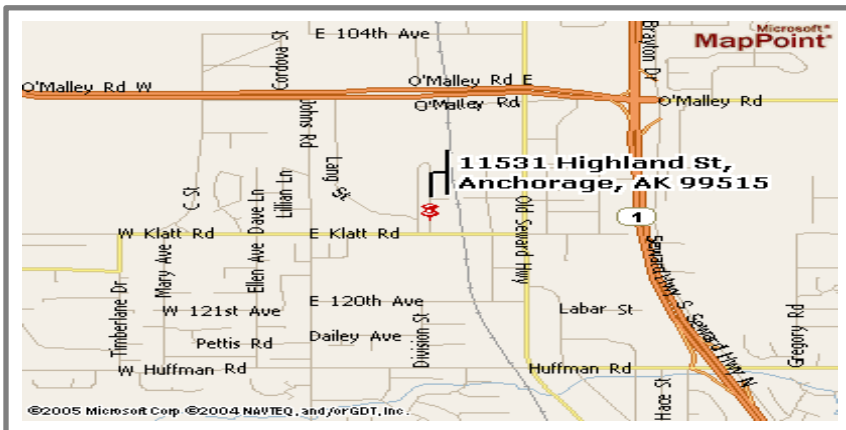 E 104th Ave
Cordova St
Brayton Dr
Microsoft®
MapPoint®
O'Malley Rd W
O'Malley Rd E
O'Malley Rd
O'Malley Rd
Johns Rd
Lang St
C St
Lillian Ln
Dave Ln
11531 Highland St,
Anchorage, AK 99515
Old Seward Hwy
1
W Klatt Rd
E Klatt Rd
Mary Ave
Ellen Ave
Seward Hwy S
Seward Hwy N
Timberlane Dr
W 121st Ave
E 120th Ave
Labar St
Gregory Rd
Pettis Rd
Dailey Ave
Division St
W Huffman Rd
Huffman Rd
Hace St
©2005 Microsoft Corp ©2004 NAVTEQ, and/or GDT, Inc.